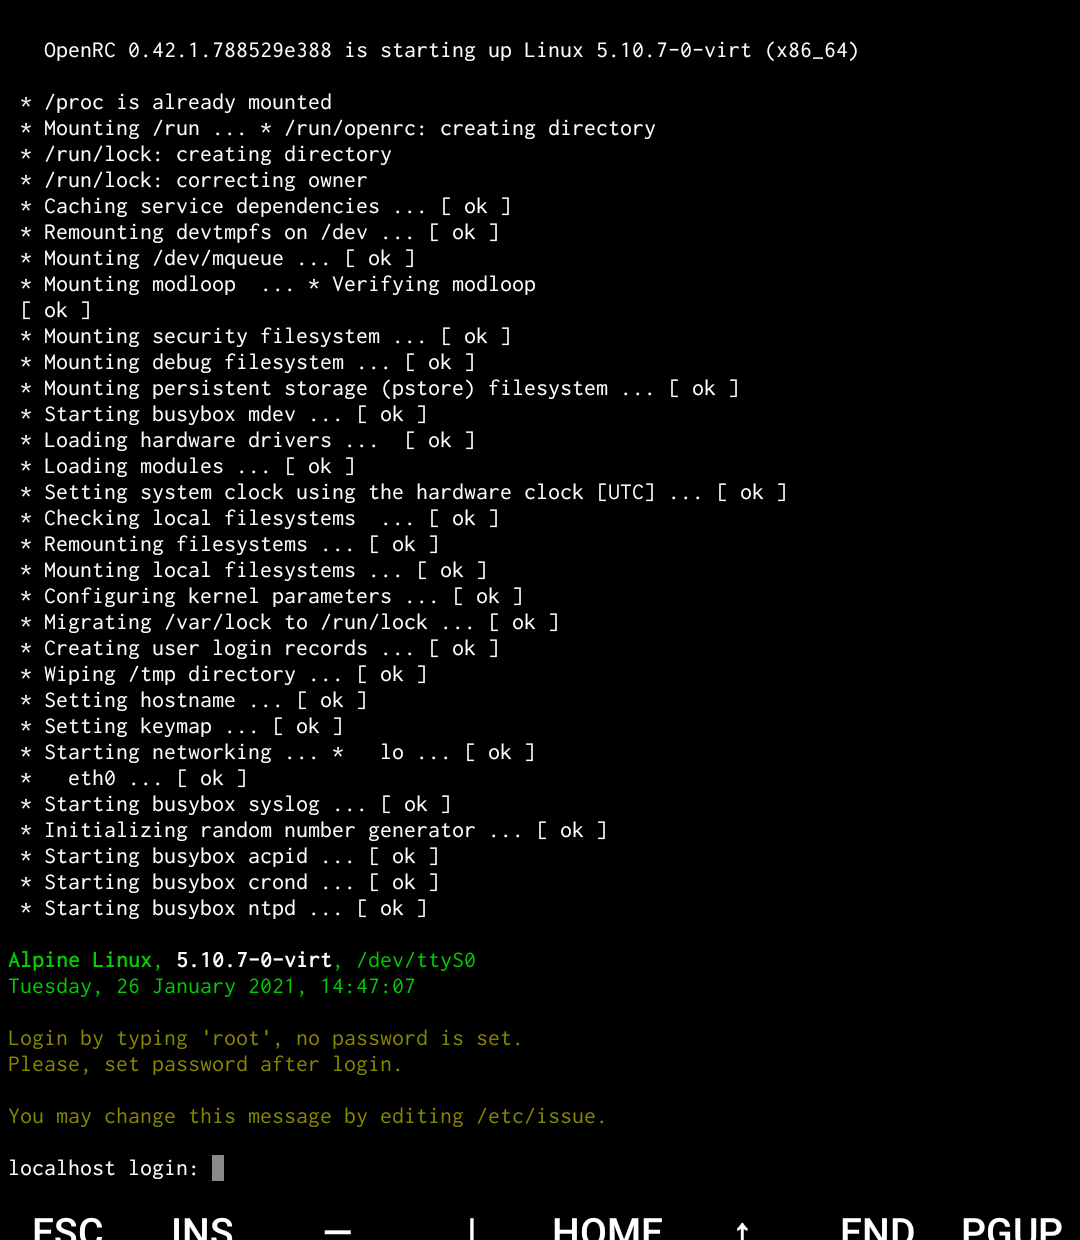 OpenRC 0.42.1.788529e388 is starting up Linux 5.10.7-0-virt (x86_64)
* /proc is already mounted
* Mounting /run ... * /run/openrc: creating directory
* /run/lock: creating directory
* /run/lock: correcting owner
* Caching service dependencies ... [ ok ]
* Remounting devtmpfs on /dev ... [ ok ]
* Mounting /dev/mqueue ... [ ok ]
* Mounting modloop  ... * Verifying modloop
[ ok ]
* Mounting security filesystem ... [ ok ]
* Mounting debug filesystem ... [ ok ]
* Mounting persistent storage (pstore) filesystem ... [ ok ]
* Starting busybox mdev ... [ ok ]
* Loading hardware drivers ...  [ ok ]
* Loading modules ... [ ok ]
* Setting system clock using the hardware clock [UTC] ... [ ok ]
* Checking local filesystems  ... [ ok ]
* Remounting filesystems ... [ ok ]
* Mounting local filesystems ... [ ok ]
* Configuring kernel parameters ... [ ok ]
* Migrating /var/lock to /run/lock ... [ ok ]
* Creating user login records ... [ ok ]
* Wiping /tmp directory ... [ ok ]
* Setting hostname ... [ ok ]
* Setting keymap ... [ ok ]
* Starting networking ... *   lo ... [ ok ]
*   eth0 ... [ ok ]
* Starting busybox syslog ... [ ok ]
* Initializing random number generator ... [ ok ]
* Starting busybox acpid ... [ ok ]
* Starting busybox crond ... [ ok ]
* Starting busybox ntpd ... [ ok ]
Alpine Linux, 5.10.7-0-virt, /dev/ttyS0
Tuesday, 26 January 2021, 14:47:07
Login by typing 'root', no password is set.
Please, set password after login.
You may change this message by editing /etc/issue.
localhost login:
ESC INS — | HOME ↑ END PGUP